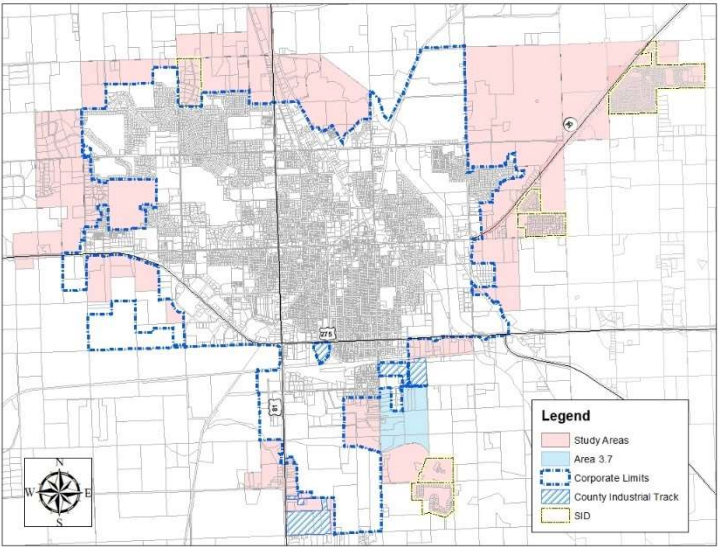 275
81
Legend
Study Areas
Area 3.7
Corporate Limits
County Industrial Track
SID
N
W
E
S